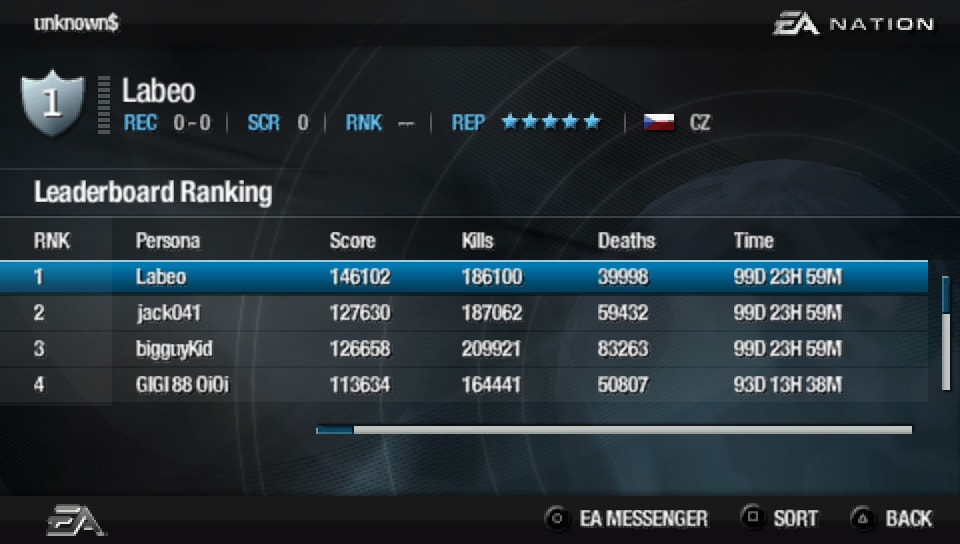 unknown$
EA NATION
1
Labeo
REC 0-0 | SCR 0 | RNK -- | REP ★★★★★ | CZ
Leaderboard Ranking
RNK Persona Score Kills Deaths Time
1 Labeo 146102 186100 39998 99D 23H 59M
2 jack041 127630 187062 59432 99D 23H 59M
3 bigguyKid 126658 209921 83263 99D 23H 59M
4 GIGI 88 OiOi 113634 164441 50807 93D 13H 38M
EA EA MESSENGER SORT BACK